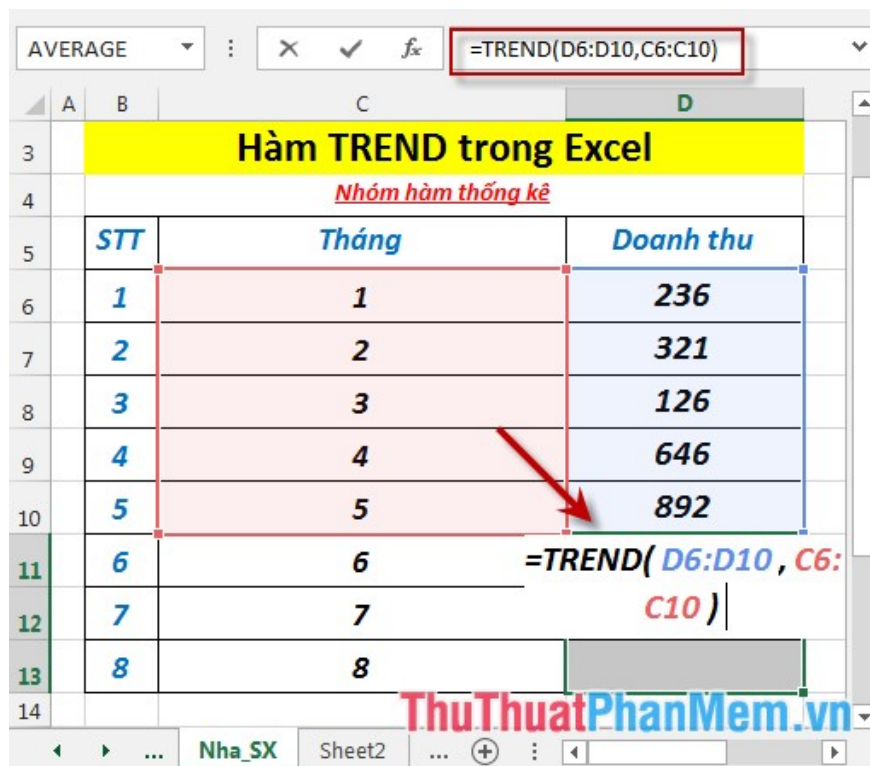 AVERAGE fx =TREND(D6:D10,C6:C10)
A B C D
3 Hàm TREND trong Excel
4 Nhóm hàm thống kê
5 STT Tháng Doanh thu
6 1 1 236
7 2 2 321
8 3 3 126
9 4 4 646
10 5 5 892
11 6 6 =TREND( D6:D10 , C6:
12 7 7 C10 )
13 8 8
14 ThuThuatPhanMem.vn
... Nha_SX Sheet2 ...